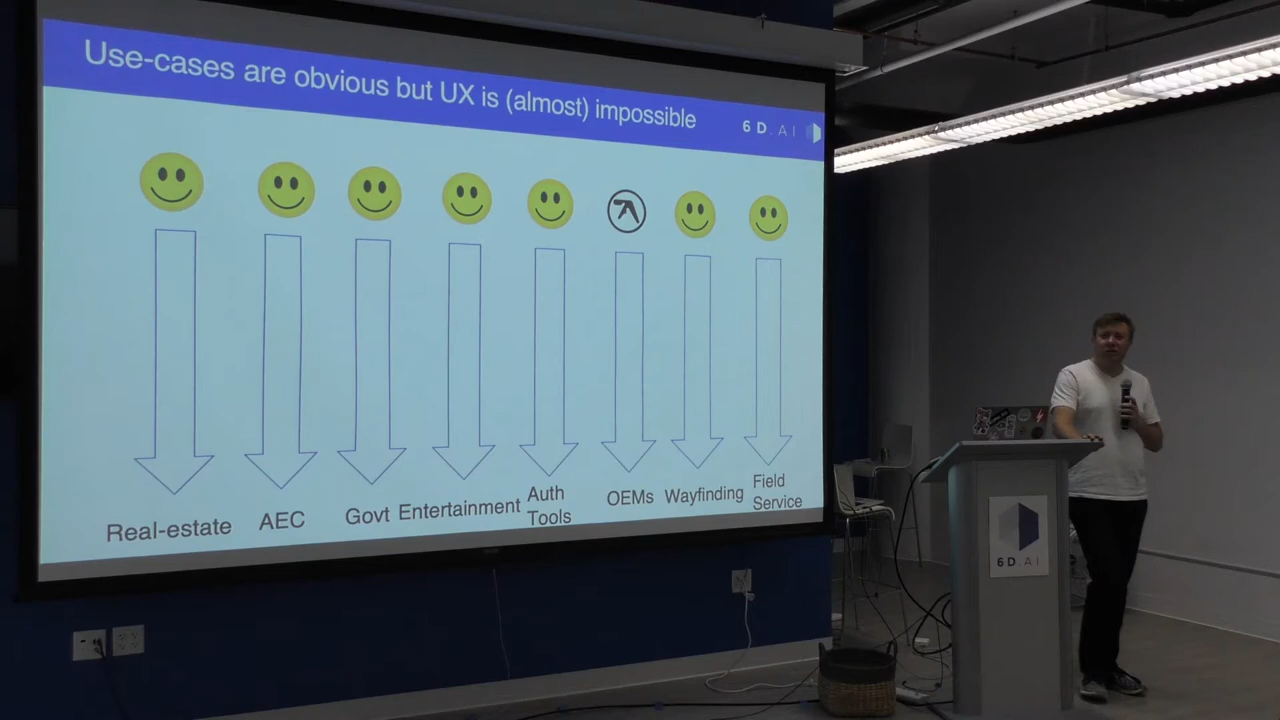 Use-cases are obvious but UX is (almost) impossible
6D.AI
Real-estate
AEC
Govt
Entertainment
Auth
Tools
OEMs
Wayfinding
Field
Service
6D.AI